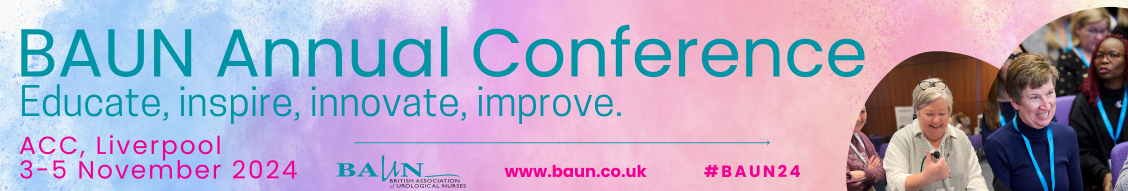 BAUN Annual Conference
Educate, inspire, innovate, improve.
ACC, Liverpool
3-5 November 2024
BAUN
BRITISH ASSOCIATION
of UROLOGICAL NURSES
www.baun.co.uk
#BAUN24